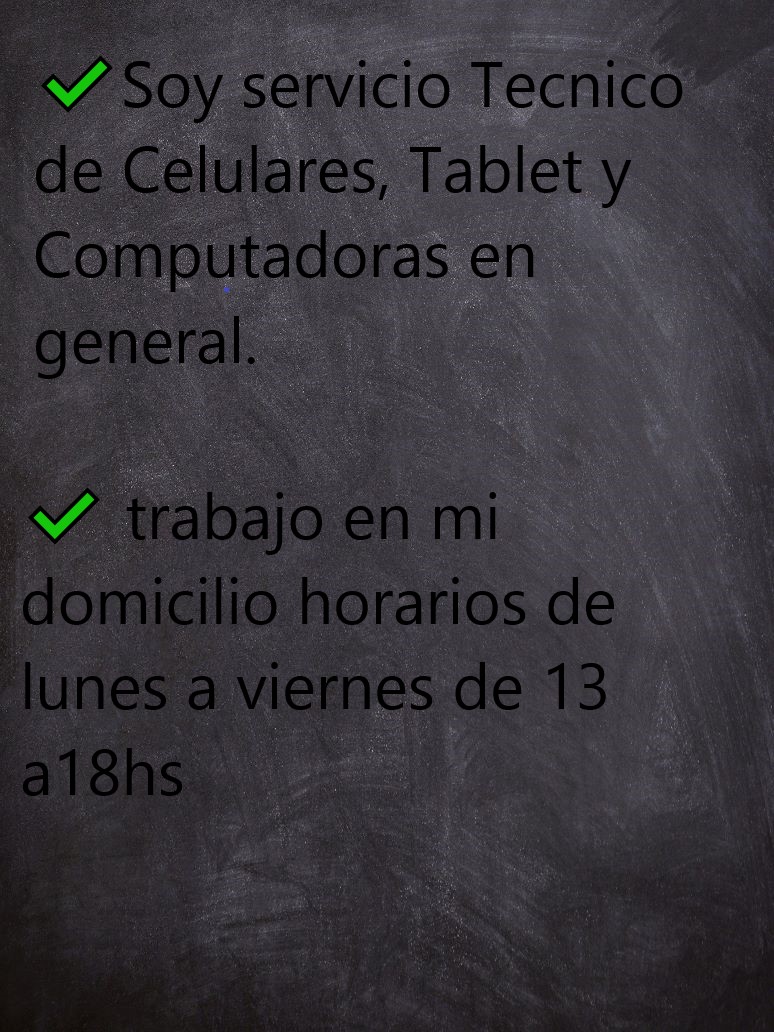 ✔Soy servicio Tecnico
de Celulares, Tablet y
Computadoras en
general.
✔ trabajo en mi
domicilio horarios de
lunes a viernes de 13
a18hs